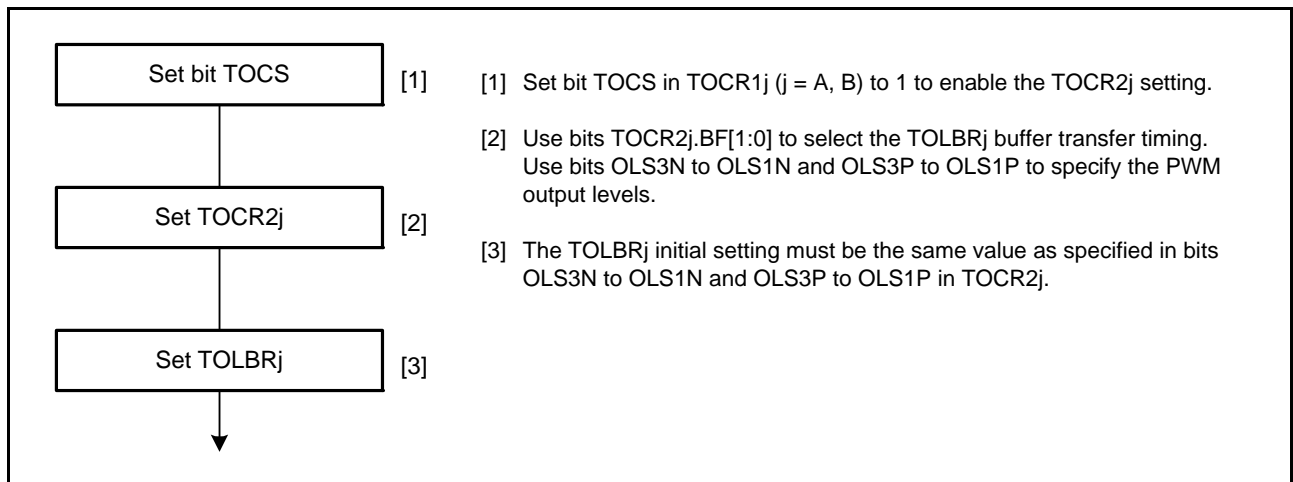 Set bit TOCS
[1]
[1] Set bit TOCS in TOCR1j (j = A, B) to 1 to enable the TOCR2j setting.
[2] Use bits TOCR2j.BF[1:0] to select the TOLBRj buffer transfer timing.
Use bits OLS3N to OLS1N and OLS3P to OLS1P to specify the PWM
output levels.
Set TOCR2j
[2]
[3] The TOLBRj initial setting must be the same value as specified in bits
OLS3N to OLS1N and OLS3P to OLS1P in TOCR2j.
Set TOLBRj
[3]